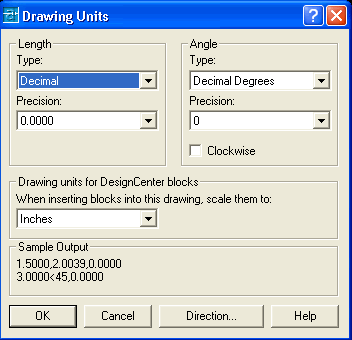 Drawing Units
Length
Type:
Decimal
Precision:
0.0000
Angle
Type:
Decimal Degrees
Precision:
0
Clockwise
Drawing units for DesignCenter blocks
When inserting blocks into this drawing, scale them to:
Inches
Sample Output
1.5000,2.0039,0.0000
3.0000<45,0.0000
OK Cancel Direction... Help